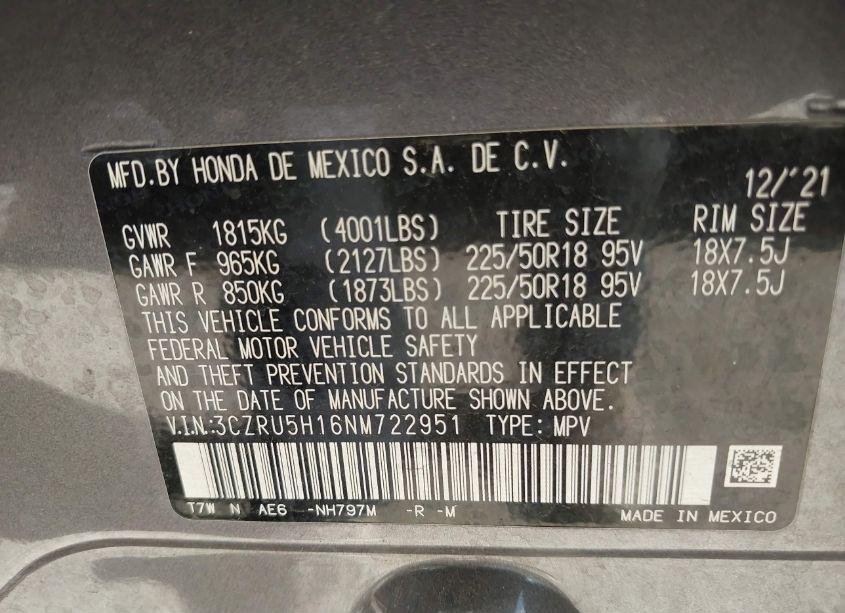 MFD.BY HONDA DE MEXICO S.A. DE C.V.
12/'21
GVWR 1815KG (4001LBS) TIRE SIZE RIM SIZE
GAWR F 965KG (2127LBS) 225/50R18 95V 18X7.5J
GAWR R 850KG (1873LBS) 225/50R18 95V 18X7.5J
THIS VEHICLE CONFORMS TO ALL APPLICABLE
FEDERAL MOTOR VEHICLE SAFETY
AND THEFT PREVENTION STANDARDS IN EFFECT
ON THE DATE OF MANUFACTURE SHOWN ABOVE.
V.I.N.:3CZRU5H16NM722951 TYPE: MPV
T7W N AE6 -NH797M -R -M
MADE IN MEXICO